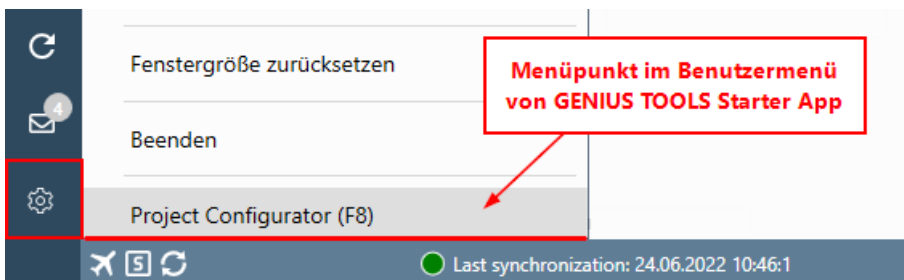 4
Fenstergröße zurücksetzen
Menüpunkt im Benutzermenü
von GENIUS TOOLS Starter App
Beenden
Project Configurator (F8)
S
Last synchronization: 24.06.2022 10:46:1